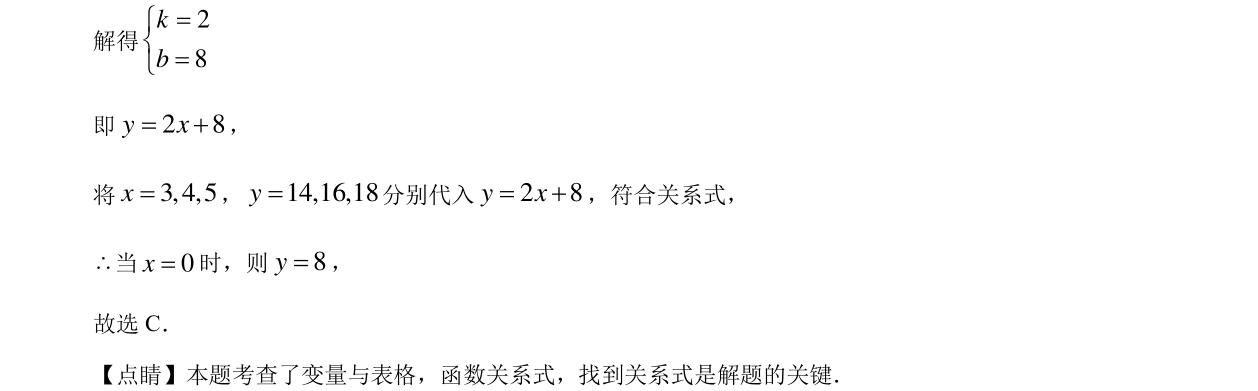 解得{k=2
b=8
即 y=2x+8，
将 x=3,4,5，y=14,16,18分别代入 y=2x+8，符合关系式，
∴当x=0时，则 y=8，
故选 C．
【点睛】本题考查了变量与表格，函数关系式，找到关系式是解题的关键．